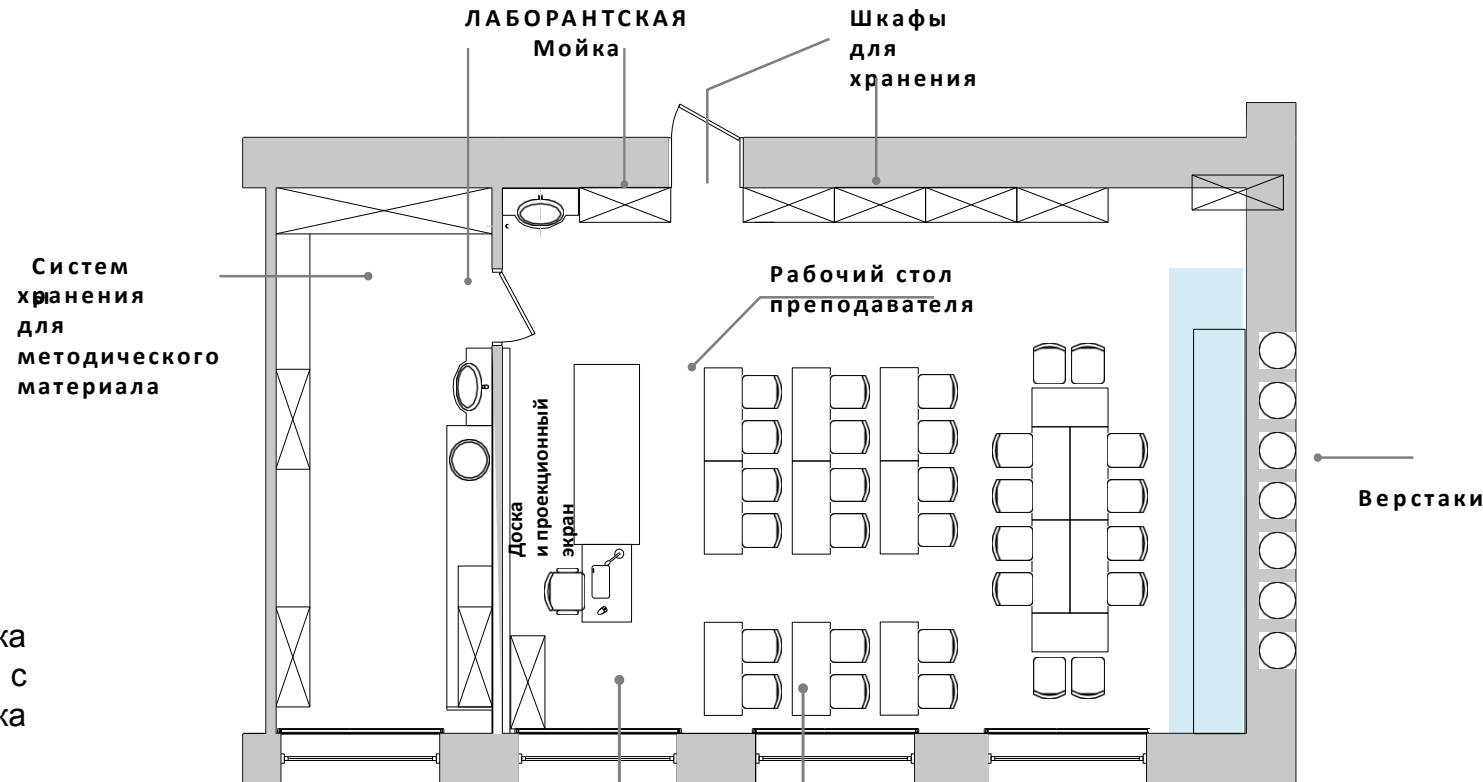 ЛАБОРАНТСКАЯ
Мойка
Шкафы
для
хранения
Систем
ы
хранения
для
методического
материала
Рабочий стол
преподавателя
Доска
и проекционный
экран
Верстаки
ка
с
ка